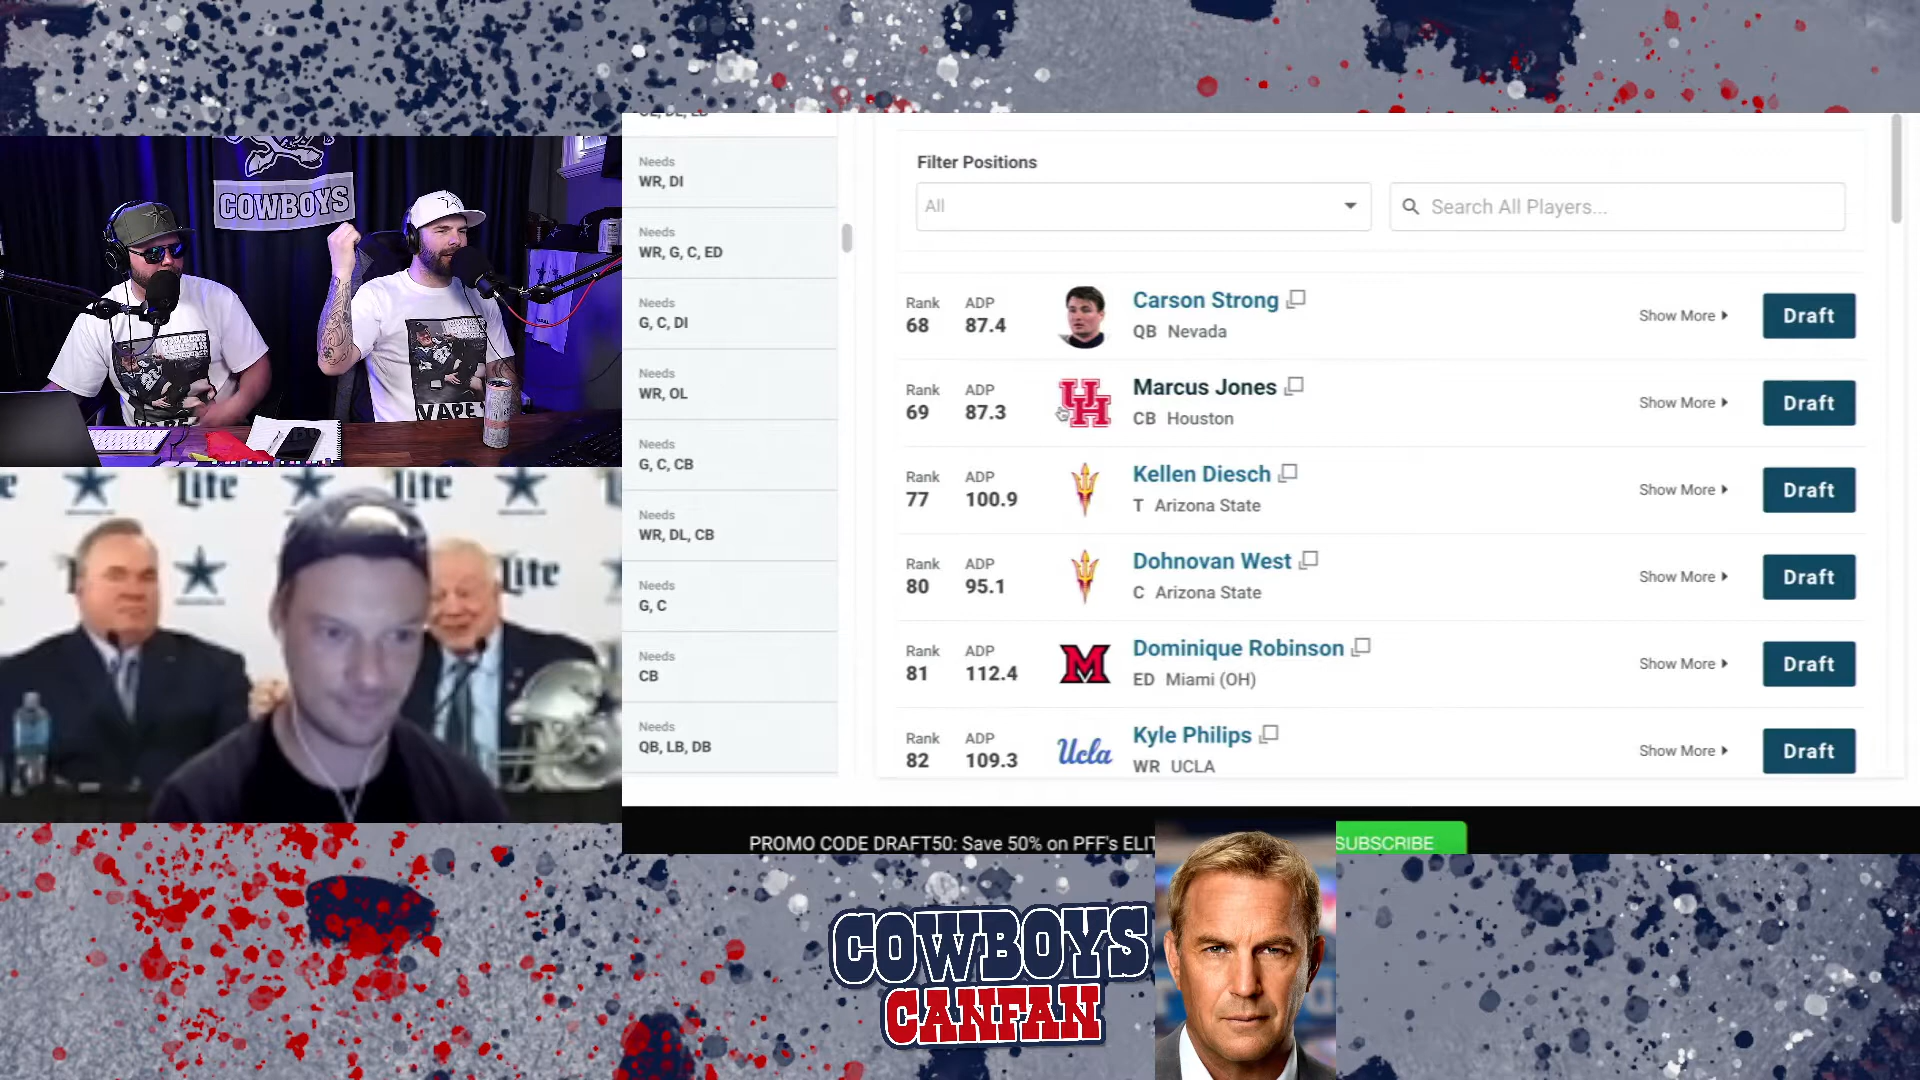 COWBOYS
VAPE
Lite
Lite
Lite
Needs
WR, DI
Needs
WR, G, C, ED
Needs
G, C, DI
Needs
WR, OL
Needs
G, C, CB
Needs
WR, DL, CB
Needs
G, C
Needs
CB
Needs
QB, LB, DB
Filter Positions
All
Search All Players...
Rank ADP
68 87.4
Carson Strong
QB Nevada
Show More
Draft
Rank ADP
69 87.3
UH
Marcus Jones
CB Houston
Show More
Draft
Rank ADP
77 100.9
Kellen Diesch
T Arizona State
Show More
Draft
Rank ADP
80 95.1
Dohnovan West
C Arizona State
Show More
Draft
Rank ADP
81 112.4
M
Dominique Robinson
ED Miami (OH)
Show More
Draft
Rank ADP
82 109.3
Ucla
Kyle Philips
WR UCLA
Show More
Draft
PROMO CODE DRAFT50: Save 50% on PFF's ELIT
SUBSCRIBE
COWBOYS
CANFAN